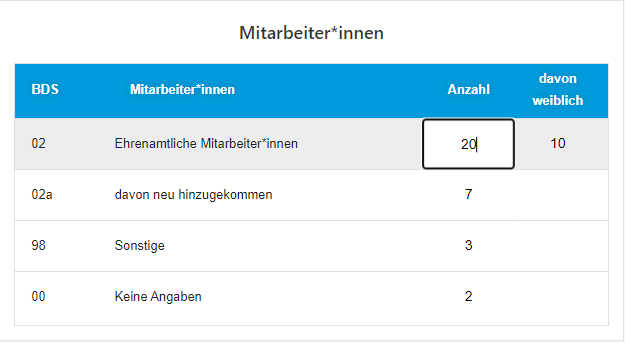 Mitarbeiter*innen
BDS Mitarbeiter*innen Anzahl davon weiblich
02 Ehrenamtliche Mitarbeiter*innen 20 10
02a davon neu hinzugekommen 7
98 Sonstige 3
00 Keine Angaben 2